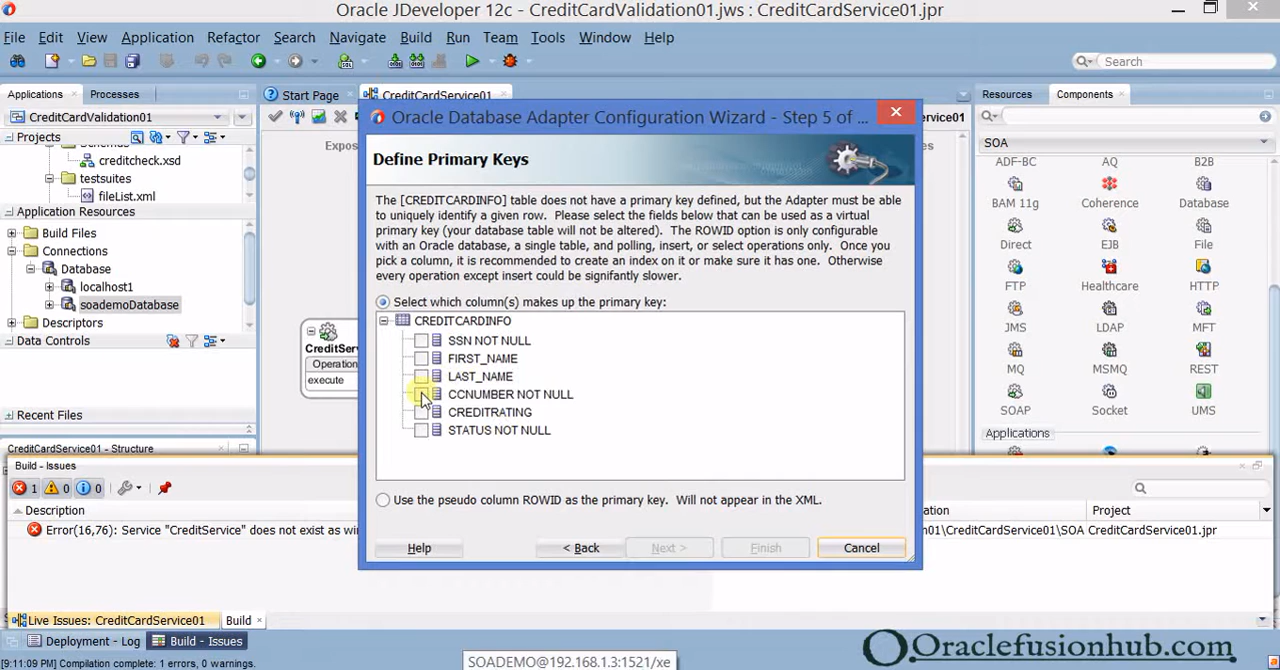 Oracle JDeveloper 12c - CreditCardValidation01.jws : CreditCardService01.jpr
File Edit View Application Refactor Search Navigate Build Run Team Tools Window Help
Search
Applications Processes
Start Page
CreditCardService01
Resources Components
CreditCardValidation01
Projects
creditcheck.xsd
testsuites
fileList.xml
Application Resources
Build Files
Connections
Database
localhost1
soademoDatabase
Descriptors
Data Controls
Recent Files
CreditCardService01 - Structure
Oracle Database Adapter Configuration Wizard - Step 5 of ...
Define Primary Keys
The [CREDITCARDINFO] table does not have a primary key defined, but the Adapter must be able
to uniquely identify a given row. Please select the fields below that can be used as a virtual
primary key (your database table will not be altered). The ROWID option is only configurable
with an Oracle database, a single table, and polling, insert, or select operations only. Once you
pick a column, it is recommended to create an index on it or make sure it has one. Otherwise
every operation except insert could be signifantly slower.
Select which column(s) makes up the primary key:
CREDITCARDINFO
SSN NOT NULL
FIRST_NAME
LAST_NAME
CCNUMBER NOT NULL
CREDITRATING
STATUS NOT NULL
Use the pseudo column ROWID as the primary key. Will not appear in the XML.
Help < Back Next > Finish Cancel
SOA
ADF-BC AQ B2B
BAM 11g Coherence Database
Direct EJB File
FTP Healthcare HTTP
JMS LDAP MFT
MQ MSMQ REST
SOAP Socket UMS
Applications
Build - Issues
1 0 0
Description
Project
Error(16,76): Service "CreditService" does not exist as
CreditCardService01\SOA CreditCardService01.jpr
Live Issues: CreditCardService01 Build
Deployment - Log Build - Issues
9:11:09 PM] Compilation complete: 1 errors, 0 warnings.
SOADEMO@192.168.1.3:1521/xe
Oraclefusionhub.com